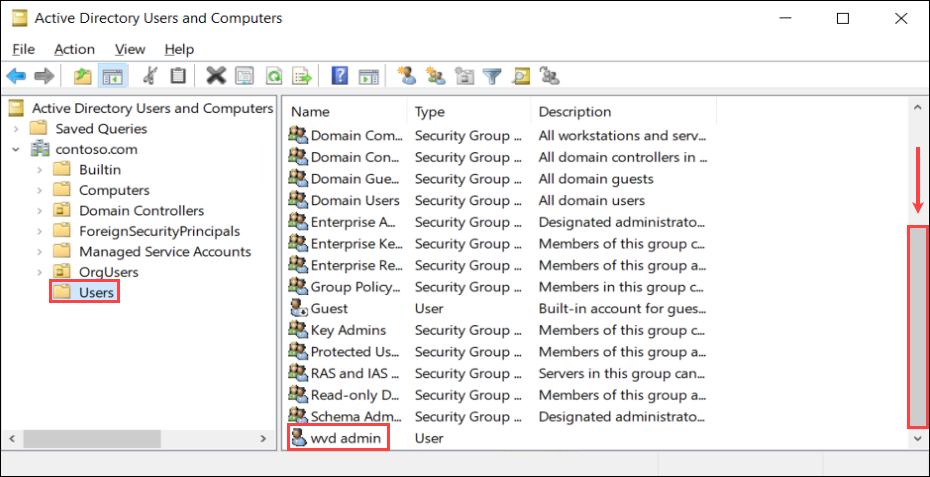 Active Directory Users and Computers
File Action View Help
Active Directory Users and Computers
Saved Queries
contoso.com
Builtin
Computers
Domain Controllers
ForeignSecurityPrincipals
Managed Service Accounts
OrgUsers
Users
Name Type Description
Domain Com... Security Group ... All workstations and serv...
Domain Con... Security Group ... All domain controllers in ...
Domain Gue... Security Group ... All domain guests
Domain Users Security Group ... All domain users
Enterprise A... Security Group ... Designated administrato...
Enterprise Ke... Security Group ... Members of this group c...
Enterprise Re... Security Group ... Members of this group a...
Group Policy... Security Group ... Members in this group c...
Guest User Built-in account for gues...
Key Admins Security Group ... Members of this group c...
Protected Us... Security Group ... Members of this group a...
RAS and IAS ... Security Group ... Servers in this group can...
Read-only D... Security Group ... Members of this group a...
Schema Adm... Security Group ... Designated administrato...
wvd admin User